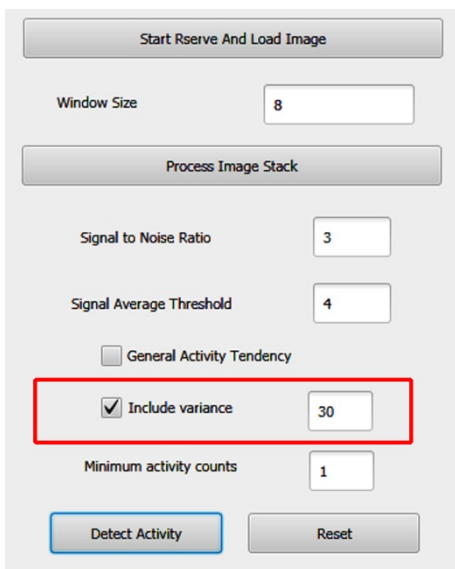 Start Rserve And Load Image
Window Size 8
Process Image Stack
Signal to Noise Ratio 3
Signal Average Threshold 4
General Activity Tendency
Include variance 30
Minimum activity counts 1
Detect Activity Reset